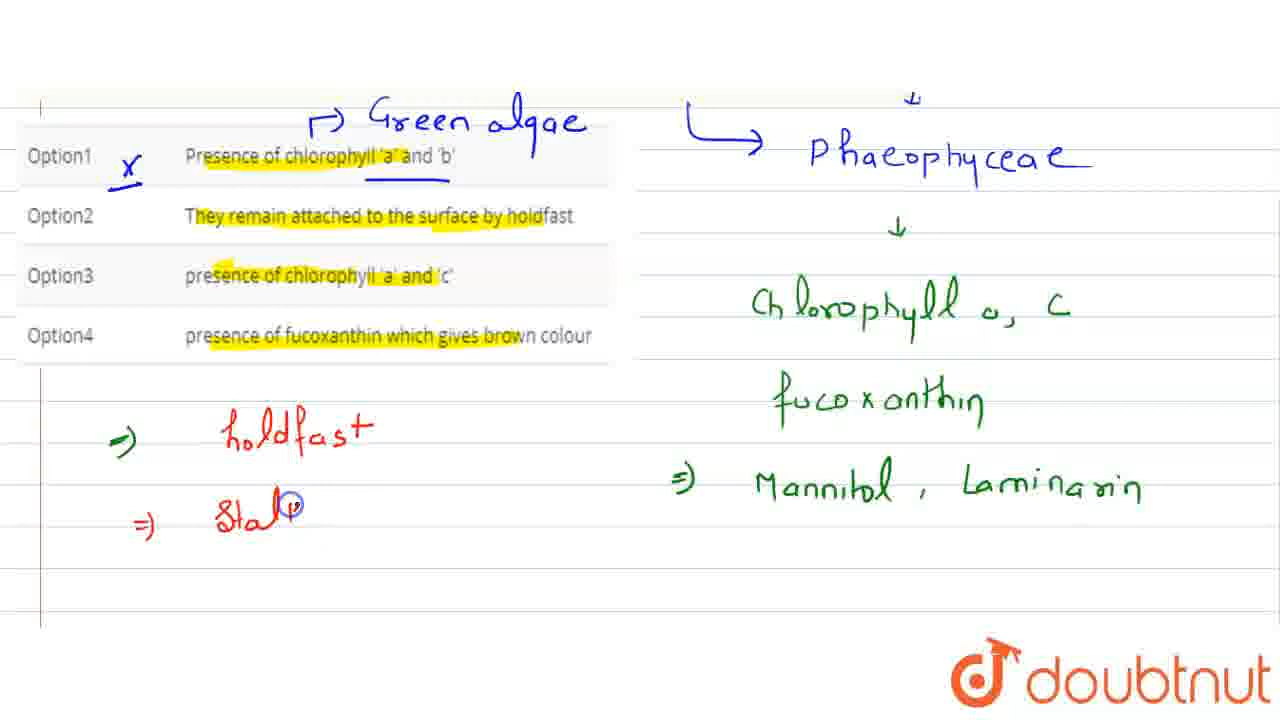 Green algae
Option1 x Presence of chlorophyll 'a' and 'b'
Option2 They remain attached to the surface by holdfast
Option3 presence of chlorophyll 'a' and 'c'
Option4 presence of fucoxanthin which gives brown colour
=) holdfast
=) Stal
Phaeophyceae
Chlorophyll a, c
fucoxanthin
=) Mannitol, Laminarin
doubtnut